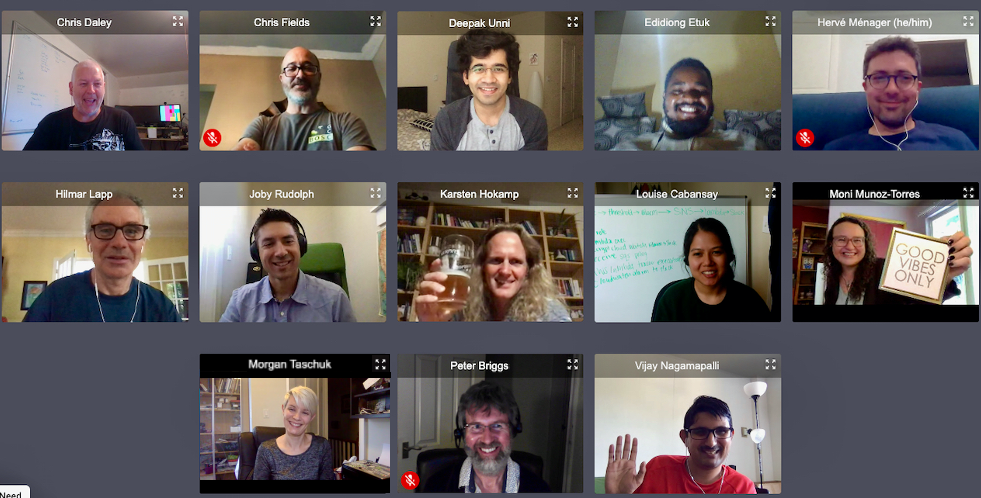 Chris Daley
Chris Fields
Deepak Unni
Edidiong Etuk
Hervé Ménager (he/him)
BOSC
Hilmar Lapp
Joby Rudolph
Karsten Hokamp
Louise Cabansay
Moni Munoz-Torres
GOOD
VIBES
ONLY
Morgan Taschuk
Peter Briggs
Vijay Nagamapalli
Need